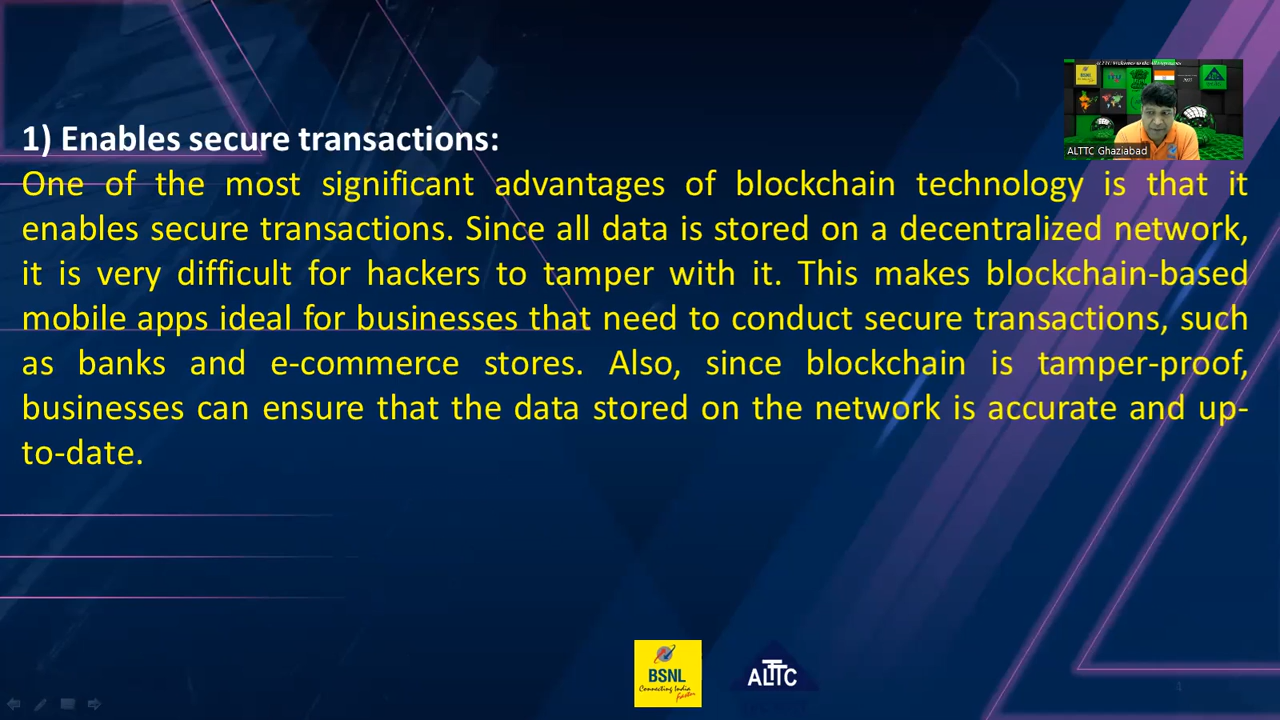 1) Enables secure transactions:
One of the most significant advantages of blockchain technology is that it
enables secure transactions. Since all data is stored on a decentralized network,
it is very difficult for hackers to tamper with it. This makes blockchain-based
mobile apps ideal for businesses that need to conduct secure transactions, such
as banks and e-commerce stores. Also, since blockchain is tamper-proof,
businesses can ensure that the data stored on the network is accurate and up-
to-date.
ALTTC Ghaziabad
BSNL
Connecting India
Faster
ALTTC